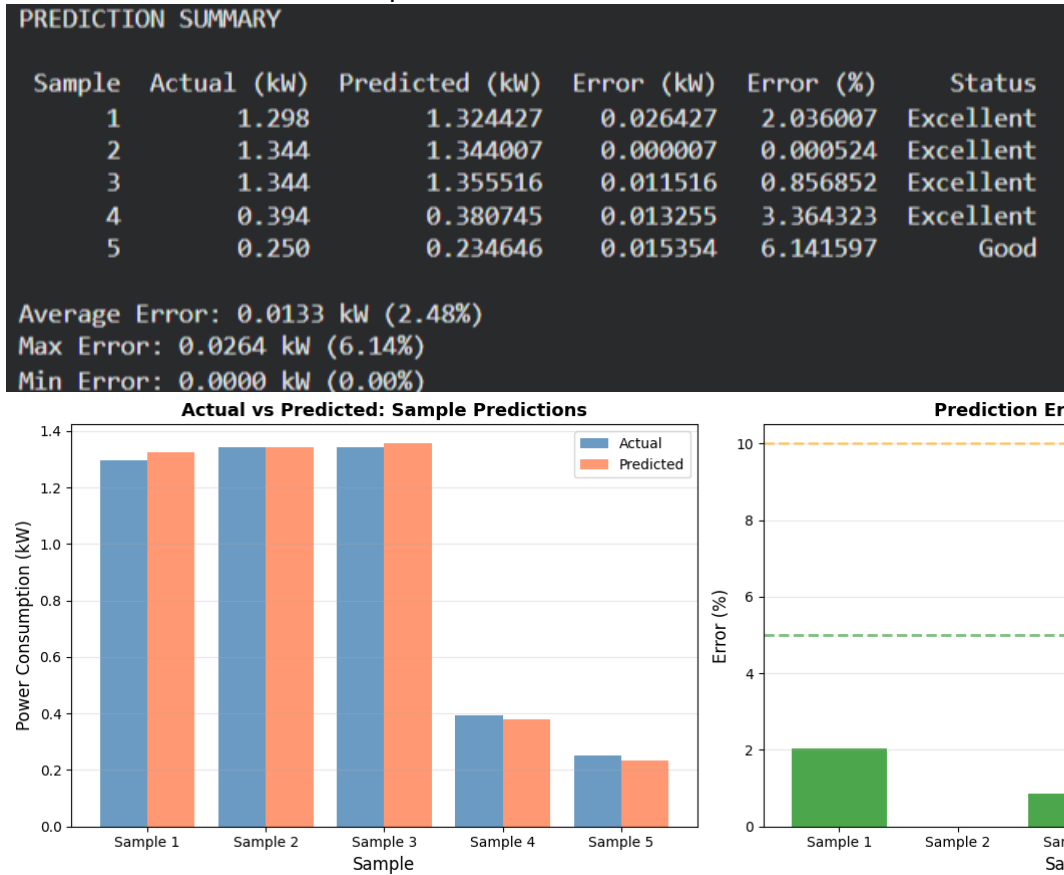 PREDICTION SUMMARY
Sample Actual (kW) Predicted (kW) Error (kW) Error (%) Status
1 1.298 1.324427 0.026427 2.036007 Excellent
2 1.344 1.344007 0.000007 0.000524 Excellent
3 1.344 1.355516 0.011516 0.856852 Excellent
4 0.394 0.380745 0.013255 3.364323 Excellent
5 0.250 0.234646 0.015354 6.141597 Good
Average Error: 0.0133 kW (2.48%)
Max Error: 0.0264 kW (6.14%)
Min Error: 0.0000 kW (0.00%)
Actual vs Predicted: Sample Predictions
Actual
Predicted
Power Consumption (kW)
1.4
1.2
1.0
0.8
0.6
0.4
0.2
0.0
Sample 1 Sample 2 Sample 3 Sample 4 Sample 5
Sample
Prediction Er
Error (%)
10
8
6
4
2
0
Sample 1 Sample 2 Sa
Sa